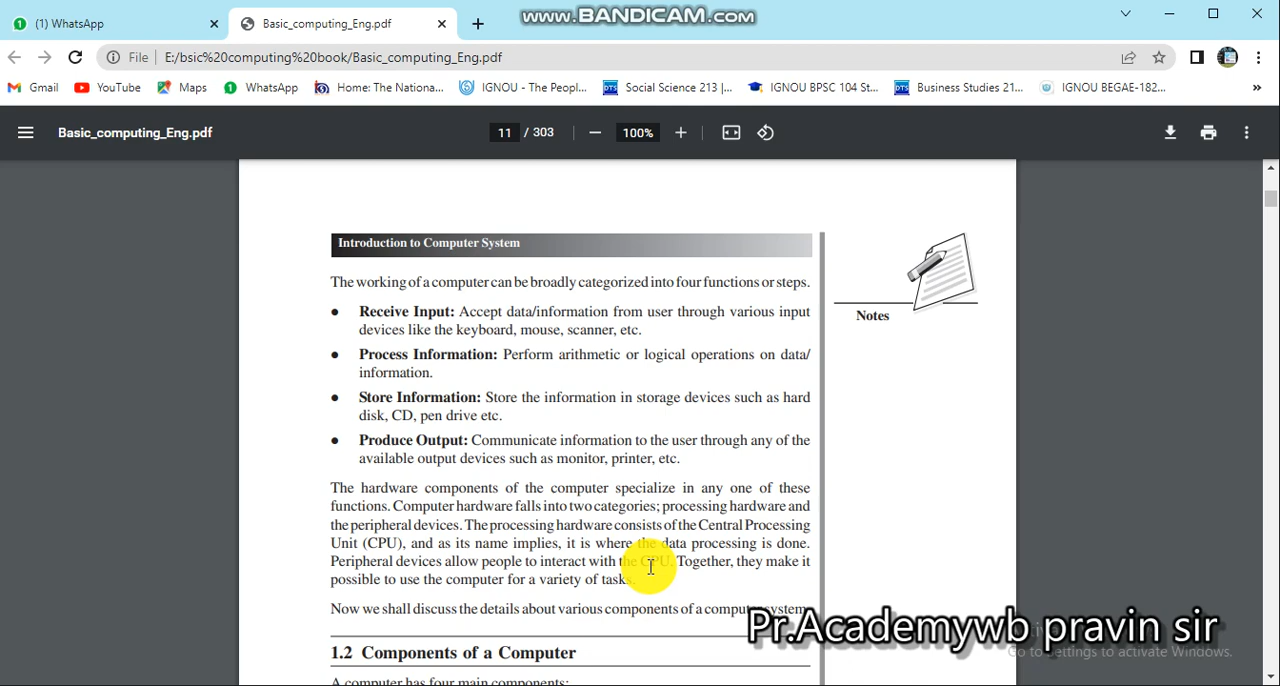 (1) WhatsApp
Basic_computing_Eng.pdf
www.BANDICAM.com
File E:/bsic%20computing%20book/Basic_computing_Eng.pdf
Gmail YouTube Maps WhatsApp Home: The Nationa... IGNOU - The Peopl... Social Science 213 |... IGNOU BPSC 104 St... Business Studies 21... IGNOU BEGAE-182... »
Basic_computing_Eng.pdf 11 / 303 100%
Introduction to Computer System
The working of a computer can be broadly categorized into four functions or steps.
● Receive Input: Accept data/information from user through various input
devices like the keyboard, mouse, scanner, etc.
● Process Information: Perform arithmetic or logical operations on data/
information.
● Store Information: Store the information in storage devices such as hard
disk, CD, pen drive etc.
● Produce Output: Communicate information to the user through any of the
available output devices such as monitor, printer, etc.
The hardware components of the computer specialize in any one of these
functions. Computer hardware falls into two categories; processing hardware and
the peripheral devices. The processing hardware consists of the Central Processing
Unit (CPU), and as its name implies, it is where the data processing is done.
Peripheral devices allow people to interact with the CPU. Together, they make it
possible to use the computer for a variety of tasks.
Now we shall discuss the details about various components of a computer system.
1.2 Components of a Computer
A computer has four main components:
Notes
Pr.Academywb pravin sir
Go to Settings to activate Windows.